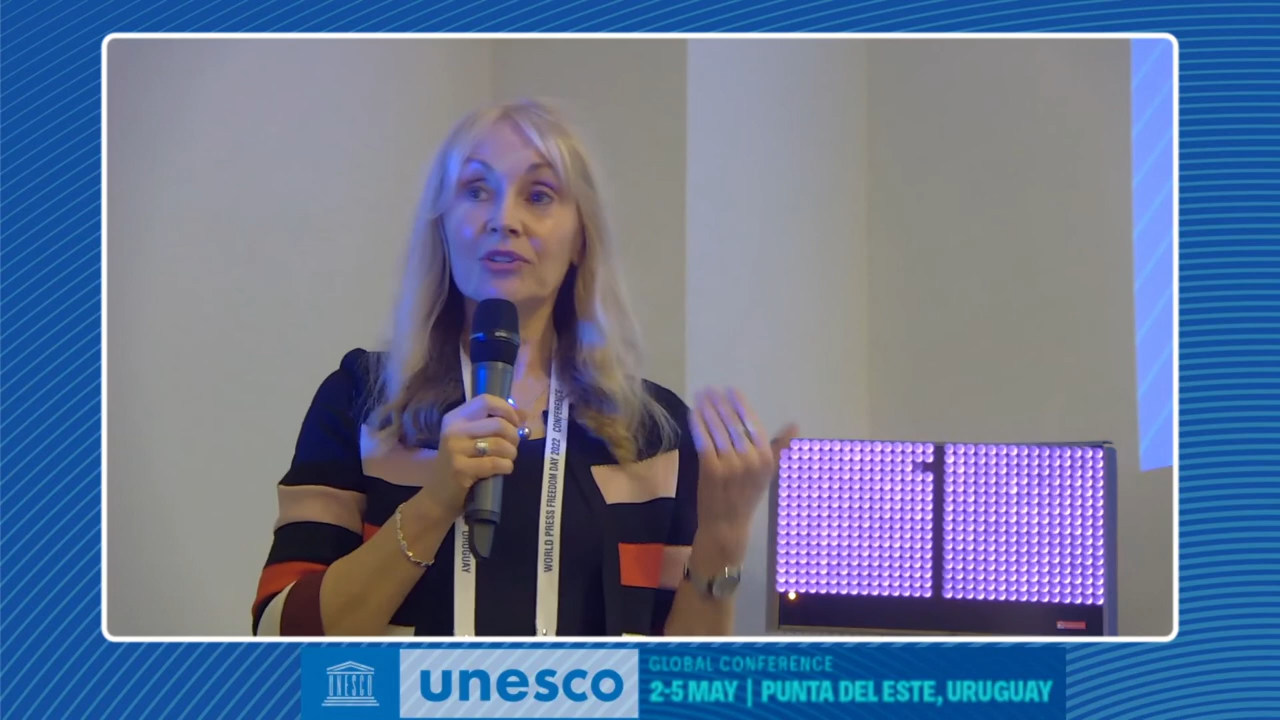 WORLD PRESS FREEDOM DAY 2022 CONFERENCE
URUGUAY
UNESCO
unesco
GLOBAL CONFERENCE
2-5 MAY | PUNTA DEL ESTE, URUGUAY